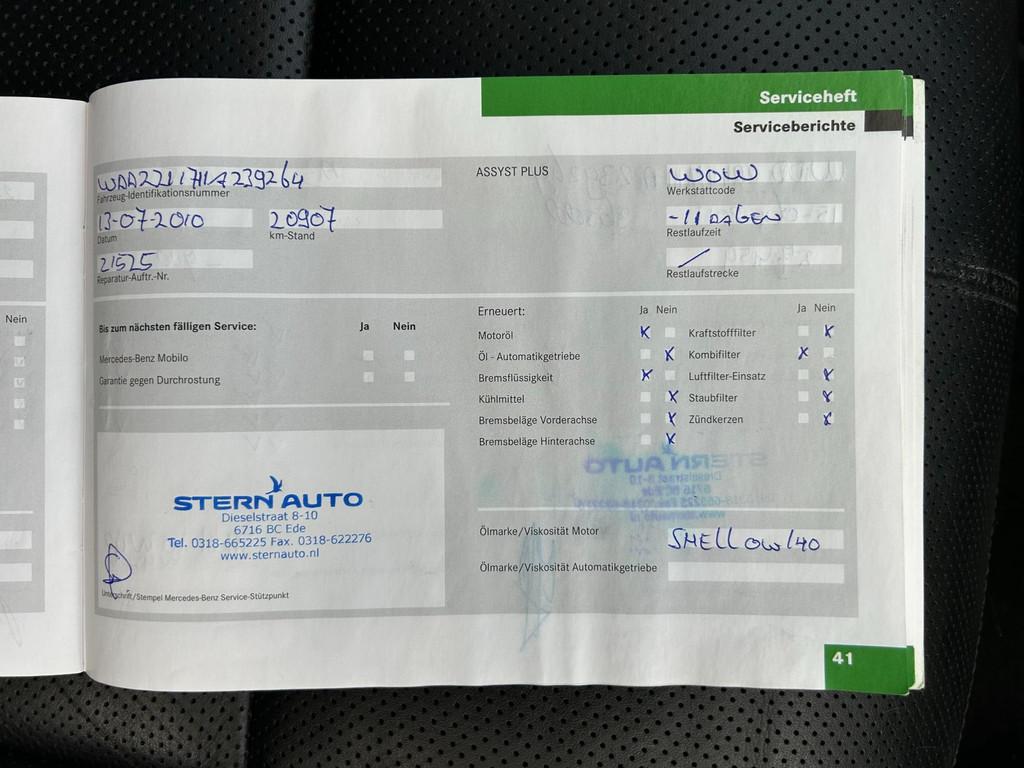 Serviceheft
Serviceberichte
WDD2211711A239264
Fahrzeug-Identifikationsnummer
13-07-2010 20907
Datum km-Stand
21525
Reparatur-Auftr.-Nr.
ASSYST PLUS
WOW
Werkstattcode
-11 DAGEN
Restlaufzeit
/
Restlaufstrecke
Nein
Bis zum nächsten fälligen Service: Ja Nein
Mercedes-Benz Mobilo
Garantie gegen Durchrostung
Erneuert: Ja Nein Ja Nein
Motoröl X Kraftstofffilter X
Öl - Automatikgetriebe X Kombifilter X
Bremsflüssigkeit X Luftfilter-Einsatz X
Kühlmittel X Staubfilter X
Bremsbeläge Vorderachse X Zündkerzen X
Bremsbeläge Hinterachse X
STERN AUTO
Dieselstraat 8-10
6716 BC Ede
Tel. 0318-665225 Fax. 0318-622276
www.sternauto.nl
Unterschrift/Stempel Mercedes-Benz Service-Stützpunkt
Ölmarke/Viskosität Motor SHELL OW/40
Ölmarke/Viskosität Automatikgetriebe
41